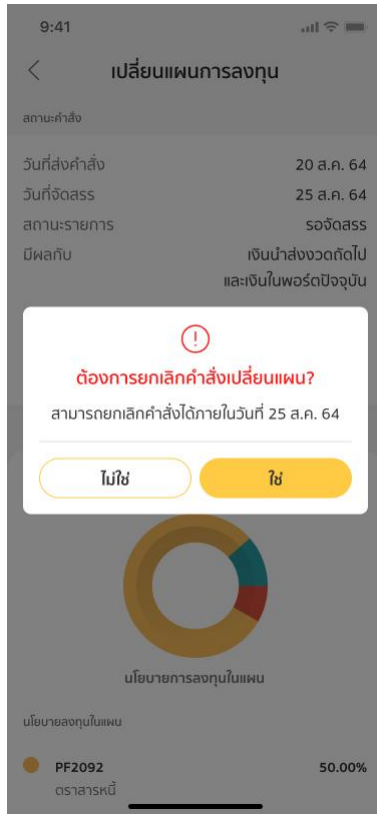 9:41
เปลี่ยนแผนการลงทุน
สถานะคำสั่ง
วันที่ส่งคำสั่ง 20 ส.ค. 64
วันที่จัดสรร 25 ส.ค. 64
สถานะรายการ รอจัดสรร
มีผลกับ เงินนำส่งงวดถัดไป
และเงินในพอร์ตปัจจุบัน
ต้องการยกเลิกคำสั่งเปลี่ยนแผน?
สามารถยกเลิกคำสั่งได้ภายในวันที่ 25 ส.ค. 64
ไม่ใช่ ใช่
นโยบายการลงทุนในแผน
นโยบายลงทุนในแผน
PF2092 50.00%
ตราสารหนี้